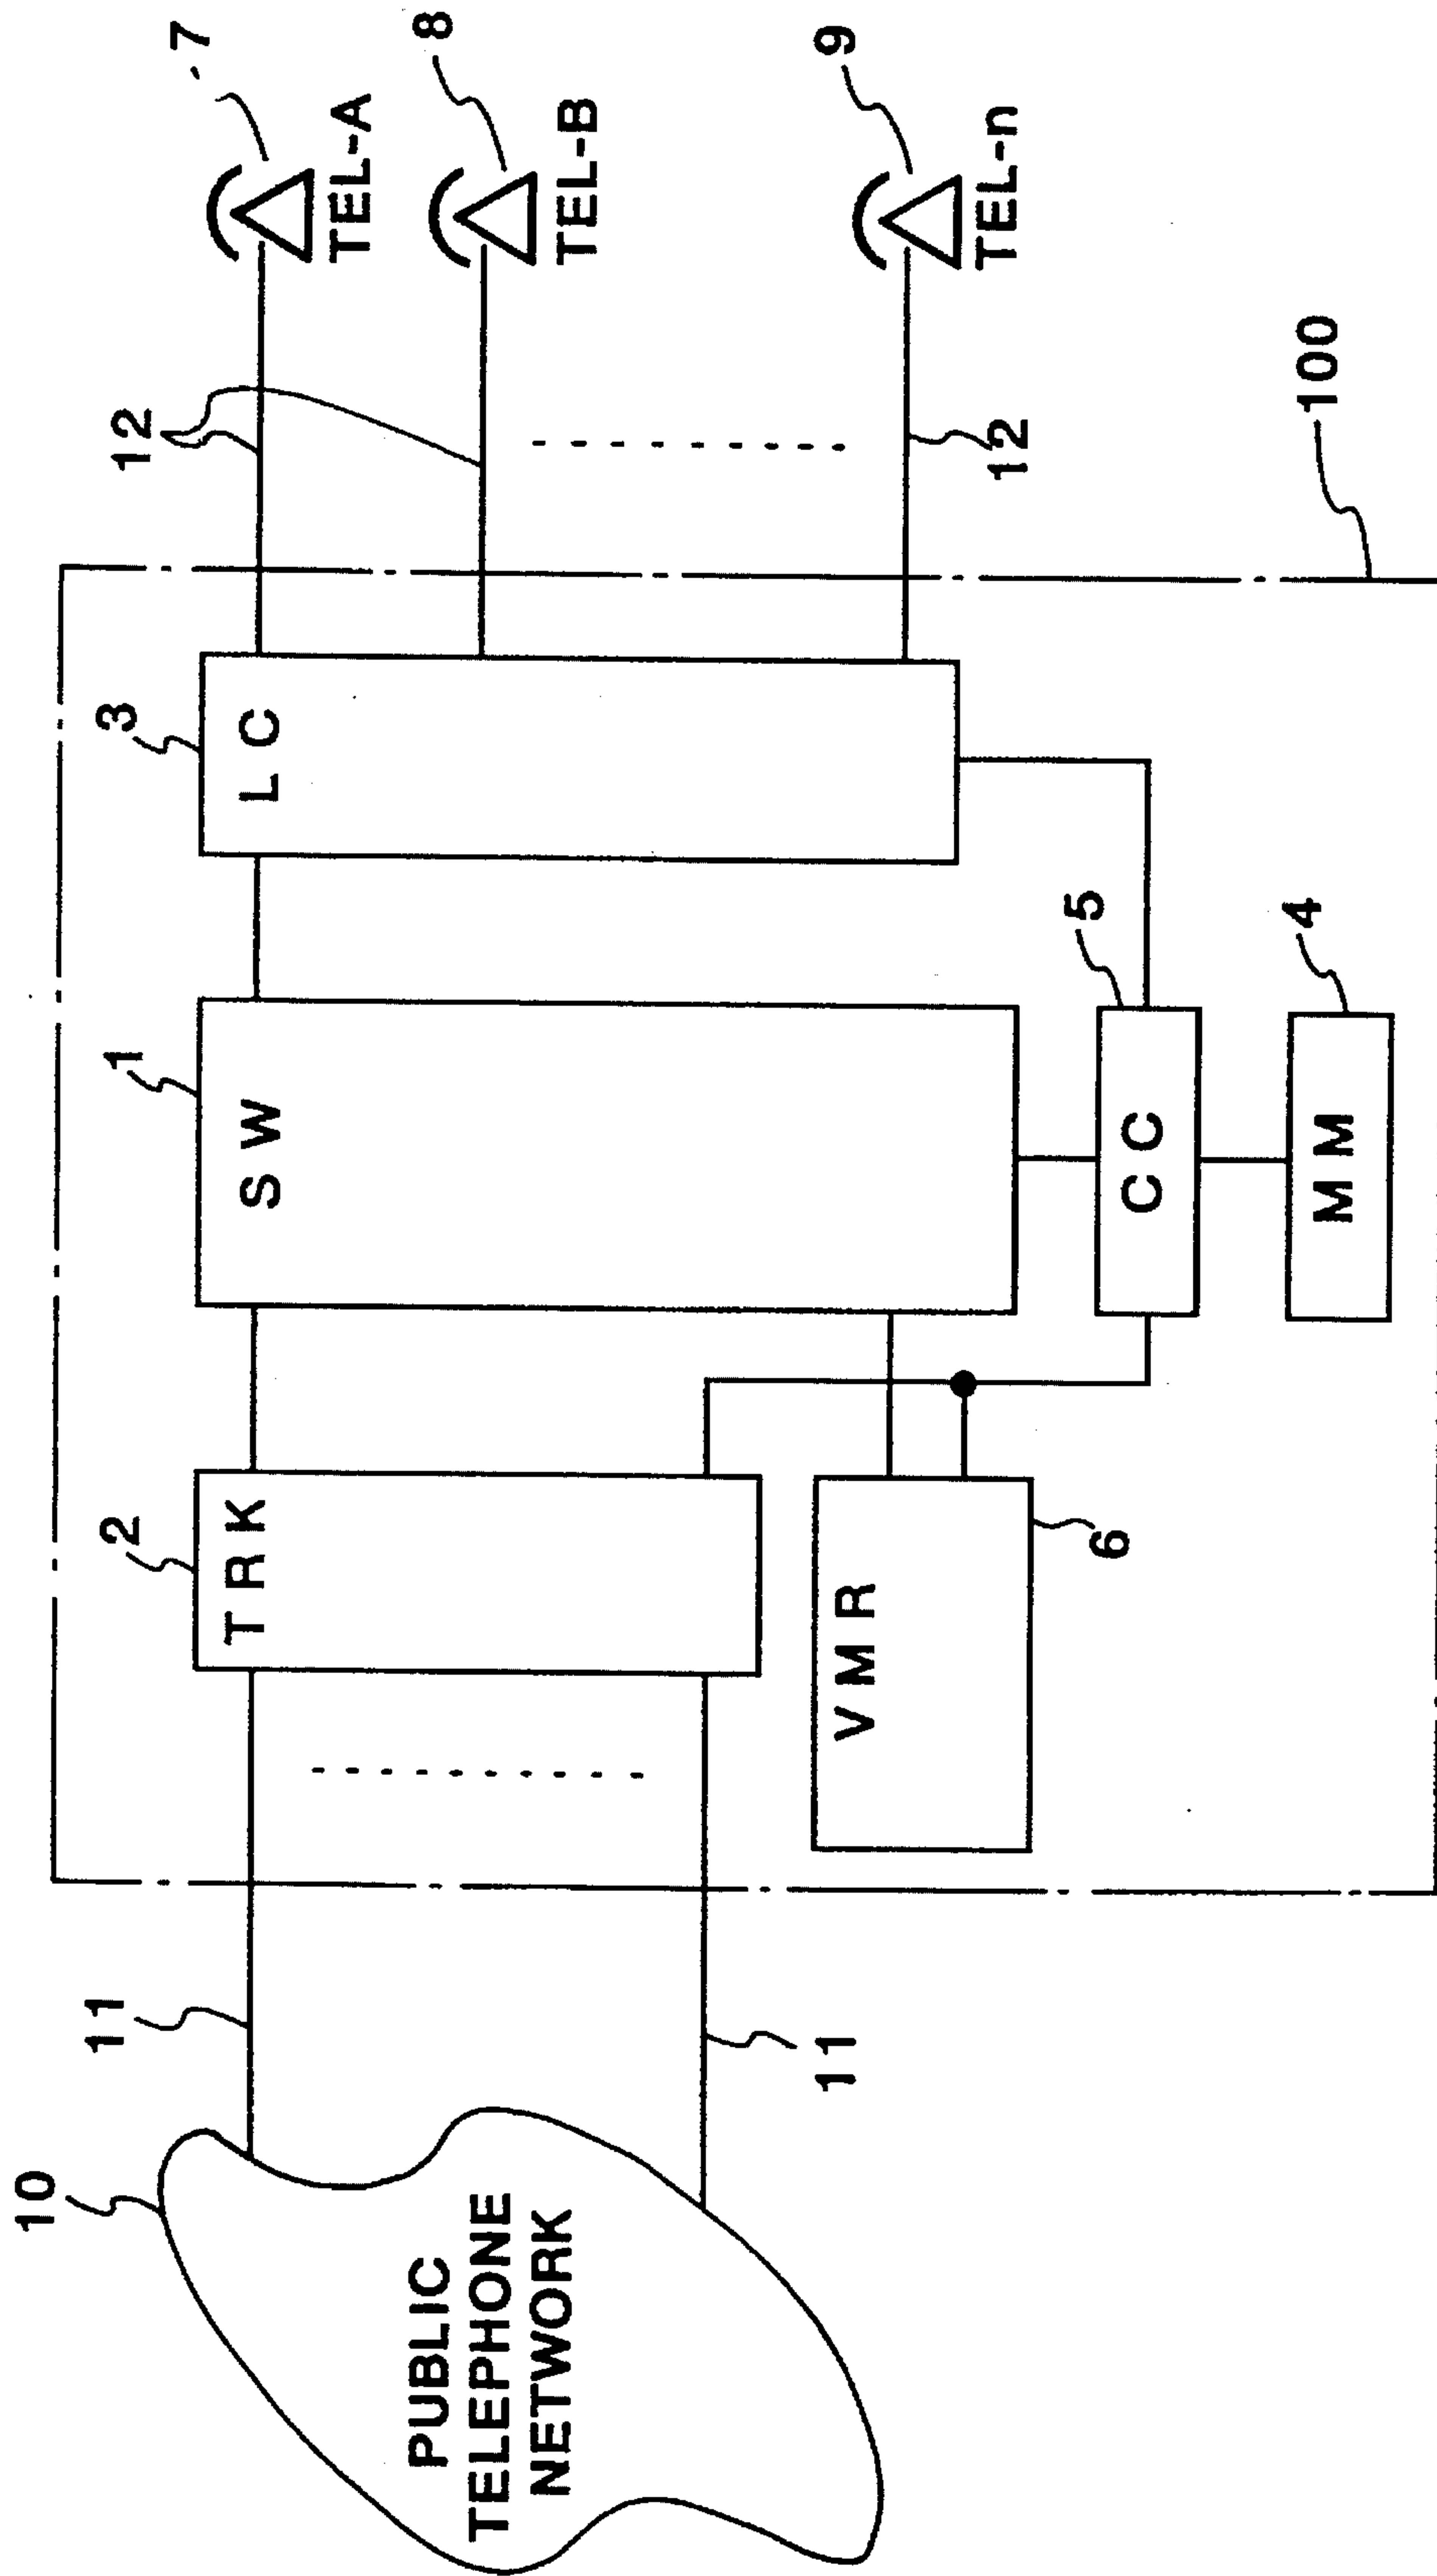 10
PUBLIC
TELEPHONE
NETWORK
11
11
2
TRK
VMR
6
1
SW
5
CC
4
MM
3
LC
100
12
12
7
TEL-A
8
TEL-B
9
TEL-n